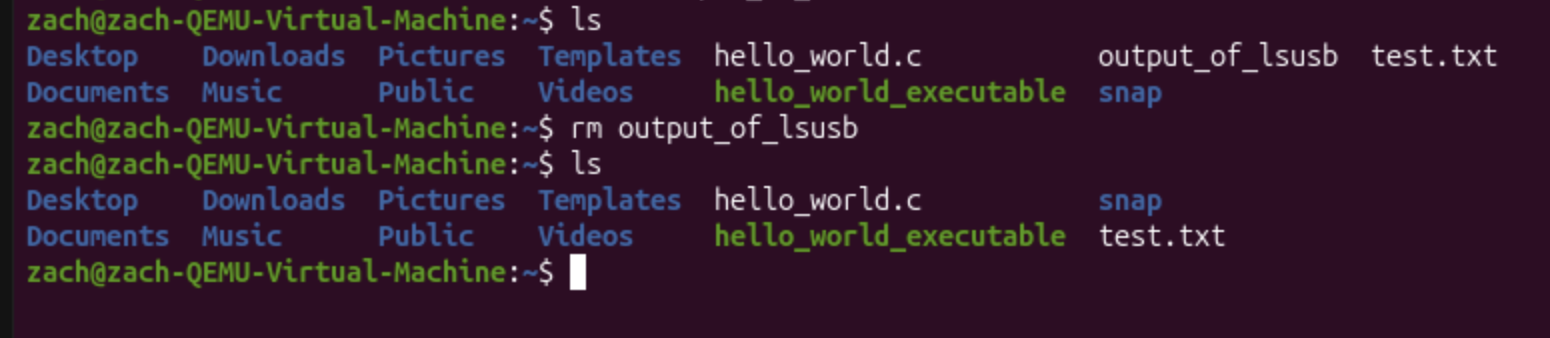 zach@zach-QEMU-Virtual-Machine:~$ ls
Desktop    Downloads  Pictures  Templates  hello_world.c           output_of_lsusb  test.txt
Documents  Music      Public    Videos     hello_world_executable  snap
zach@zach-QEMU-Virtual-Machine:~$ rm output_of_lsusb
zach@zach-QEMU-Virtual-Machine:~$ ls
Desktop    Downloads  Pictures  Templates  hello_world.c           snap
Documents  Music      Public    Videos     hello_world_executable  test.txt
zach@zach-QEMU-Virtual-Machine:~$